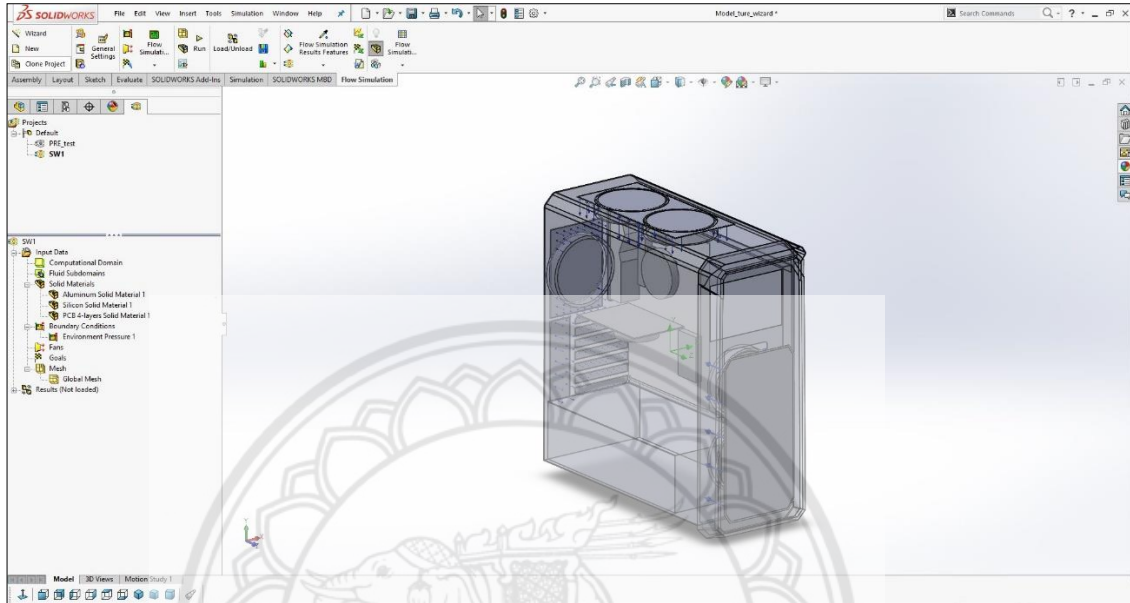 SOLIDWORKS File Edit View Insert Tools Simulation Window Help Model_ture_wizard * Search Commands
Wizard
New
Clone Project
General Settings
Flow Simulati...
Run
Load/Unload
Flow Simulation Results Features
Flow Simulati...
Assembly Layout Sketch Evaluate SOLIDWORKS Add-Ins Simulation SOLIDWORKS MBD Flow Simulation
Projects
Default
PRE_test
SW1
SW1
Input Data
Computational Domain
Fluid Subdomains
Solid Materials
Aluminum Solid Material 1
Silicon Solid Material 1
PCB 4-layers Solid Material 1
Boundary Conditions
Environment Pressure 1
Fans
Goals
Mesh
Global Mesh
Results (Not loaded)
Model 3D Views Motion Study 1